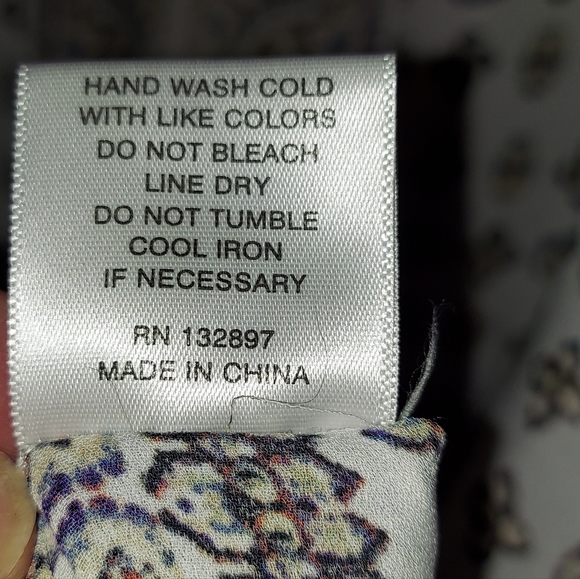 HAND WASH COLD
WITH LIKE COLORS
DO NOT BLEACH
LINE DRY
DO NOT TUMBLE
COOL IRON
IF NECESSARY
RN 132897
MADE IN CHINA